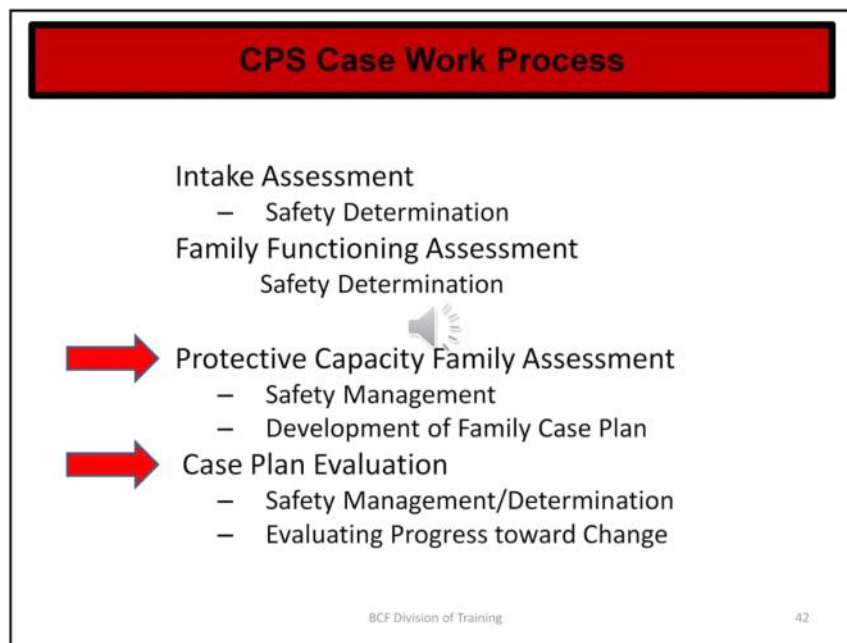 CPS Case Work Process
Intake Assessment
– Safety Determination
Family Functioning Assessment
Safety Determination
Protective Capacity Family Assessment
– Safety Management
– Development of Family Case Plan
Case Plan Evaluation
– Safety Management/Determination
– Evaluating Progress toward Change
BCF Division of Training 42